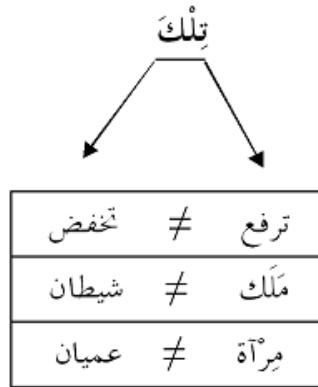 تِلْكَ
ترفع ≠ تخفض
مَلَك ≠ شيطان
مِرْآة ≠ عميان